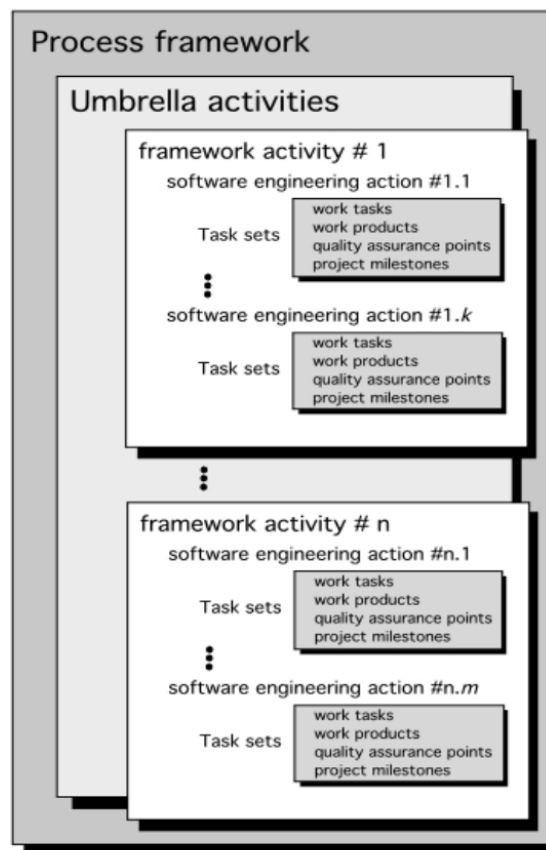 Process framework
Umbrella activities
framework activity # 1
software engineering action #1.1
Task sets
work tasks
work products
quality assurance points
project milestones
software engineering action #1.k
Task sets
work tasks
work products
quality assurance points
project milestones
framework activity # n
software engineering action #n.1
Task sets
work tasks
work products
quality assurance points
project milestones
software engineering action #n.m
Task sets
work tasks
work products
quality assurance points
project milestones